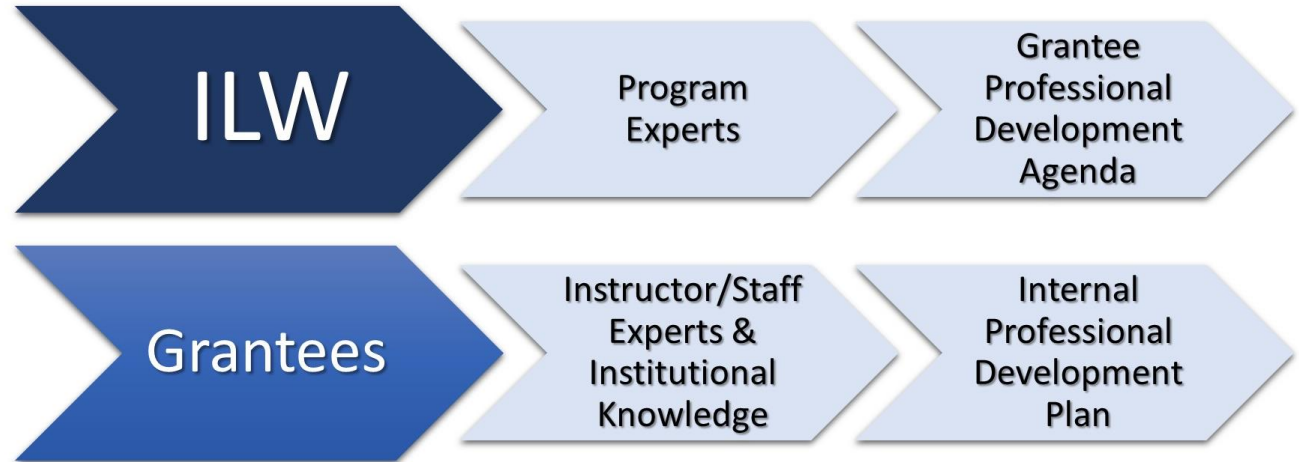 ILW
Program
Experts
Grantee
Professional
Development
Agenda
Grantees
Instructor/Staff
Experts &
Institutional
Knowledge
Internal
Professional
Development
Plan